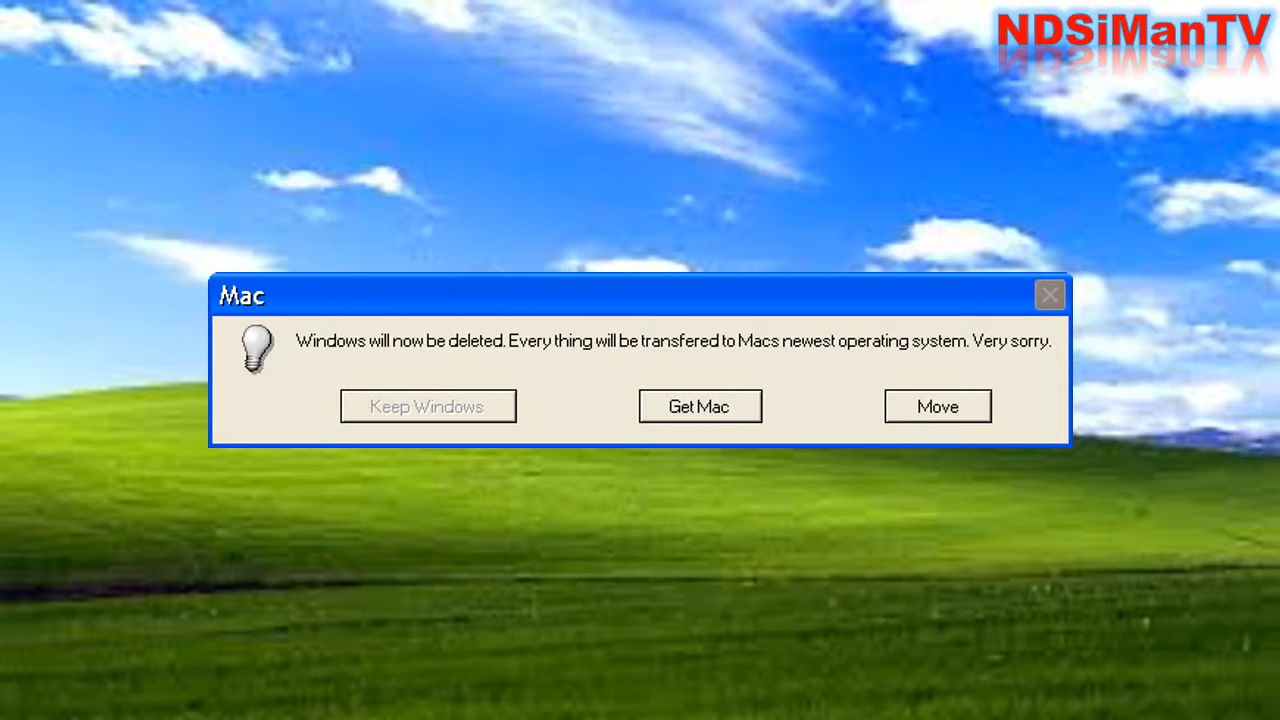 NDSiManTV
Mac
Windows will now be deleted. Every thing will be transfered to Macs newest operating system. Very sorry.
Keep Windows
Get Mac
Move